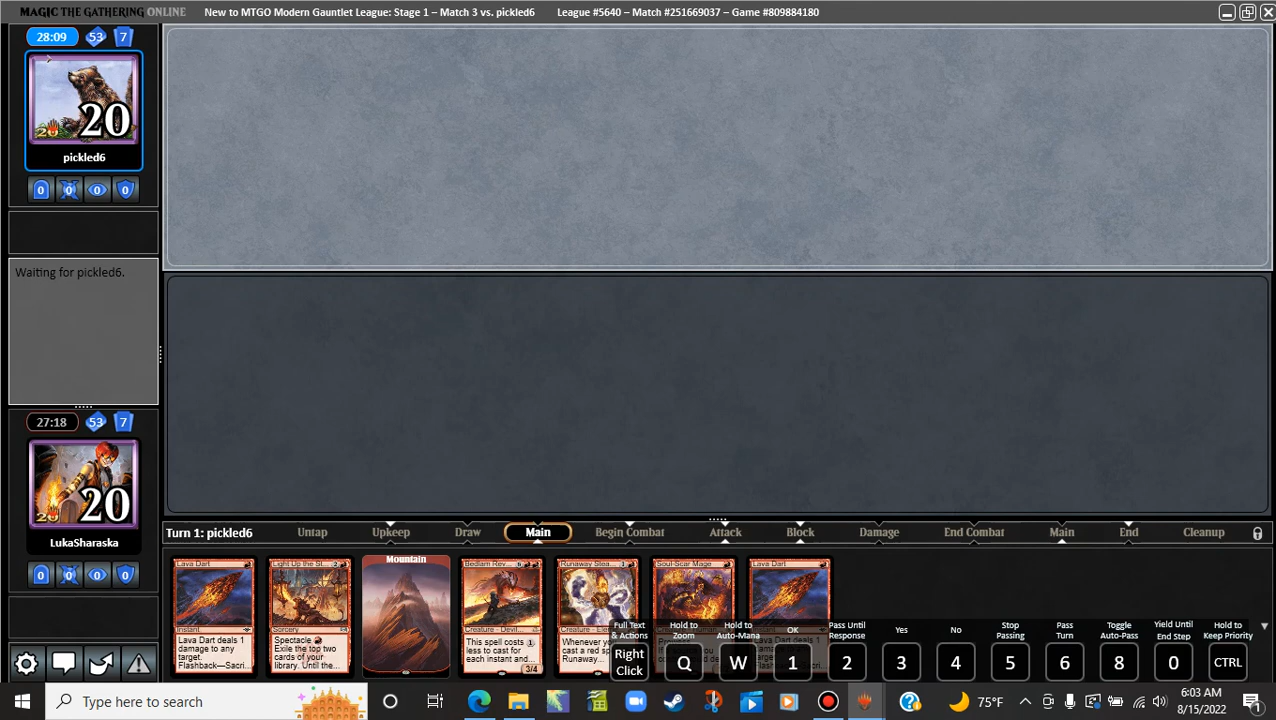 MAGIC THE GATHERING ONLINE New to MTGO Modern Gauntlet League: Stage 1 – Match 3 vs. pickled6 League #5640 – Match #251669037 – Game #809884180
28:09 53 7
20
20
pickled6
0 0 0 0
Waiting for pickled6.
27:18 53 7
20
LukaSharaska
0 0 0 0
Turn 1: pickled6 Untap Upkeep Draw Main Begin Combat Attack Block Damage End Combat Main End Cleanup
Lava Dart
Instant
Lava Dart deals 1
damage to any
target.
Flashback—Sacri...
Light Up the St...
Sorcery
Spectacle
Exile the top two
cards of your
library. Until the...
Mountain
Bedlam Rev...
Creature - Devil...
This spell costs 1
less to cast for
each instant and...
3/4
Runaway Stea...
Creature - Elem
Whenever yo
cast a red sp
Runaway...
Soul-Scar Mage
Lava Dart
Full Text
& Actions
Right
Click
Hold to
Zoom
Q
Hold to
Auto-Mana
W
OK
1
Pass Until
Response
2
Yes
3
No
4
Stop
Passing
5
Pass
Turn
6
Toggle
Auto-Pass
8
Yield Until
End Step
0
Hold to
Keep Priority
CTRL
Type here to search
75°F
6:03 AM
8/15/2022
1